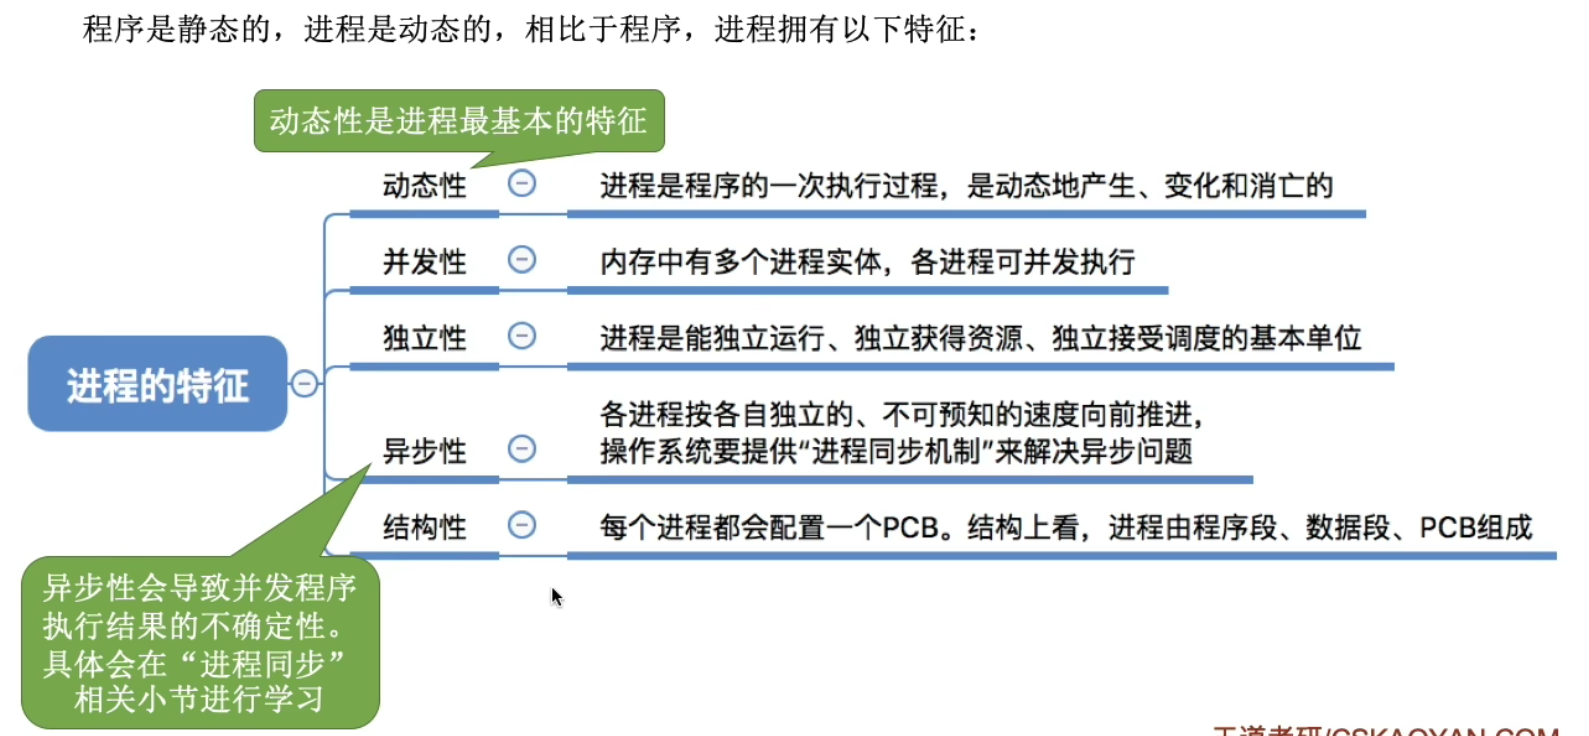 程序是静态的，进程是动态的，相比于程序，进程拥有以下特征：
动态性是进程最基本的特征
动态性
进程是程序的一次执行过程，是动态地产生、变化和消亡的
并发性
内存中有多个进程实体，各进程可并发执行
独立性
进程是能独立运行、独立获得资源、独立接受调度的基本单位
进程的特征
各进程按各自独立的、不可预知的速度向前推进，
异步性
操作系统要提供“进程同步机制”来解决异步问题
结构性
每个进程都会配置一个PCB。结构上看，进程由程序段、数据段、PCB组成
异步性会导致并发程序
执行结果的不确定性。
具体会在“进程同步”
相关小节进行学习
王道考研/CSKAOYAN.COM